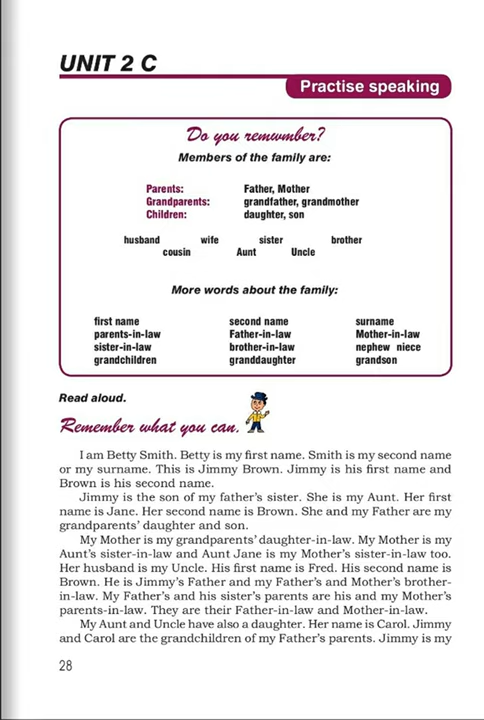 UNIT 2 C
Practise speaking
Do you remwmber?
Members of the family are:
Parents: Father, Mother
Grandparents: grandfather, grandmother
Children: daughter, son
husband wife sister brother
cousin Aunt Uncle
More words about the family:
first name second name surname
parents-in-law Father-in-law Mother-in-law
sister-in-law brother-in-law nephew niece
grandchildren granddaughter grandson
Read aloud.
Remember what you can.
I am Betty Smith. Betty is my first name. Smith is my second name
or my surname. This is Jimmy Brown. Jimmy is his first name and
Brown is his second name.
Jimmy is the son of my father's sister. She is my Aunt. Her first
name is Jane. Her second name is Brown. She and my Father are my
grandparents' daughter and son.
My Mother is my grandparents' daughter-in-law. My Mother is my
Aunt's sister-in-law and Aunt Jane is my Mother's sister-in-law too.
Her husband is my Uncle. His first name is Fred. His second name is
Brown. He is Jimmy's Father and my Father's and Mother's brother-
in-law. My Father's and his sister's parents are his and my Mother's
parents-in-law. They are their Father-in-law and Mother-in-law.
My Aunt and Uncle have also a daughter. Her name is Carol. Jimmy
and Carol are the grandchildren of my Father's parents. Jimmy is my
28